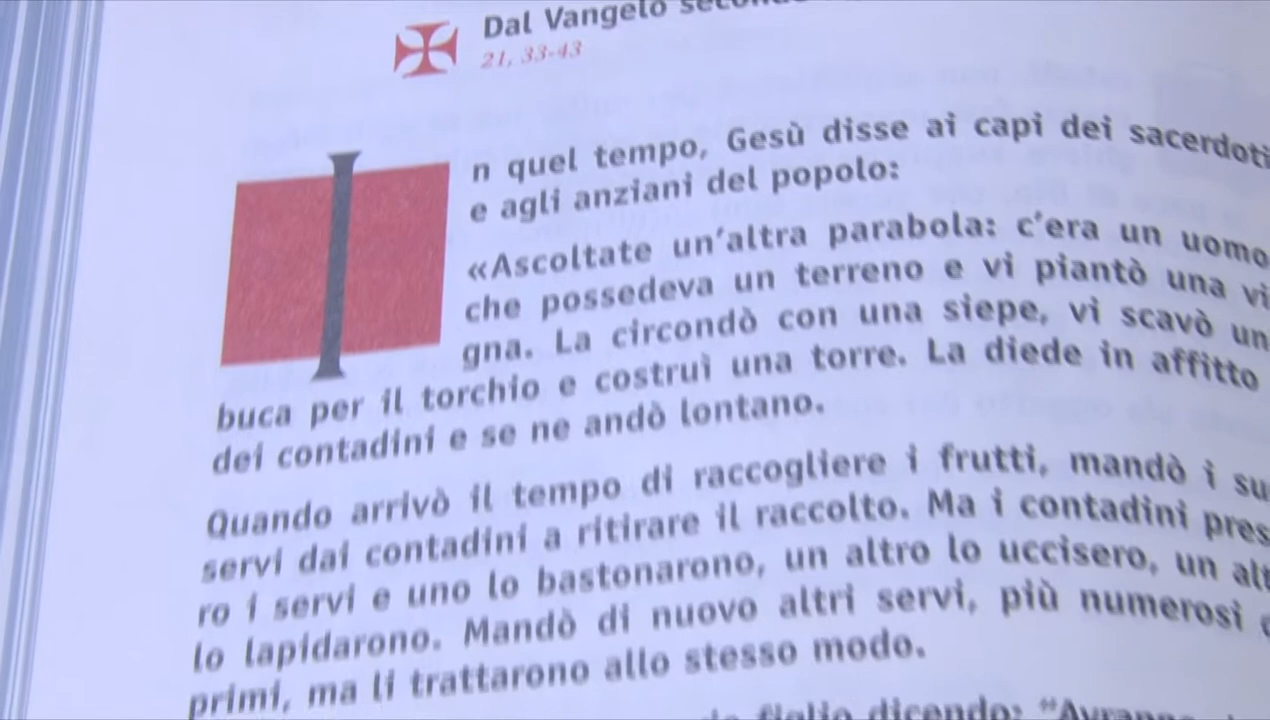 Dal Vangelo secondo
21, 33-43
In quel tempo, Gesù disse ai capi dei sacerdoti
e agli anziani del popolo:
«Ascoltate un'altra parabola: c'era un uomo
che possedeva un terreno e vi piantò una vi
gna. La circondò con una siepe, vi scavò un
buca per il torchio e costruì una torre. La diede in affitto
dei contadini e se ne andò lontano.
Quando arrivò il tempo di raccogliere i frutti, mandò i su
servi dai contadini a ritirare il raccolto. Ma i contadini pres
ro i servi e uno lo bastonarono, un altro lo uccisero, un alt
lo lapidarono. Mandò di nuovo altri servi, più numerosi
primi, ma li trattarono allo stesso modo.
figlio dicendo: "Avranno